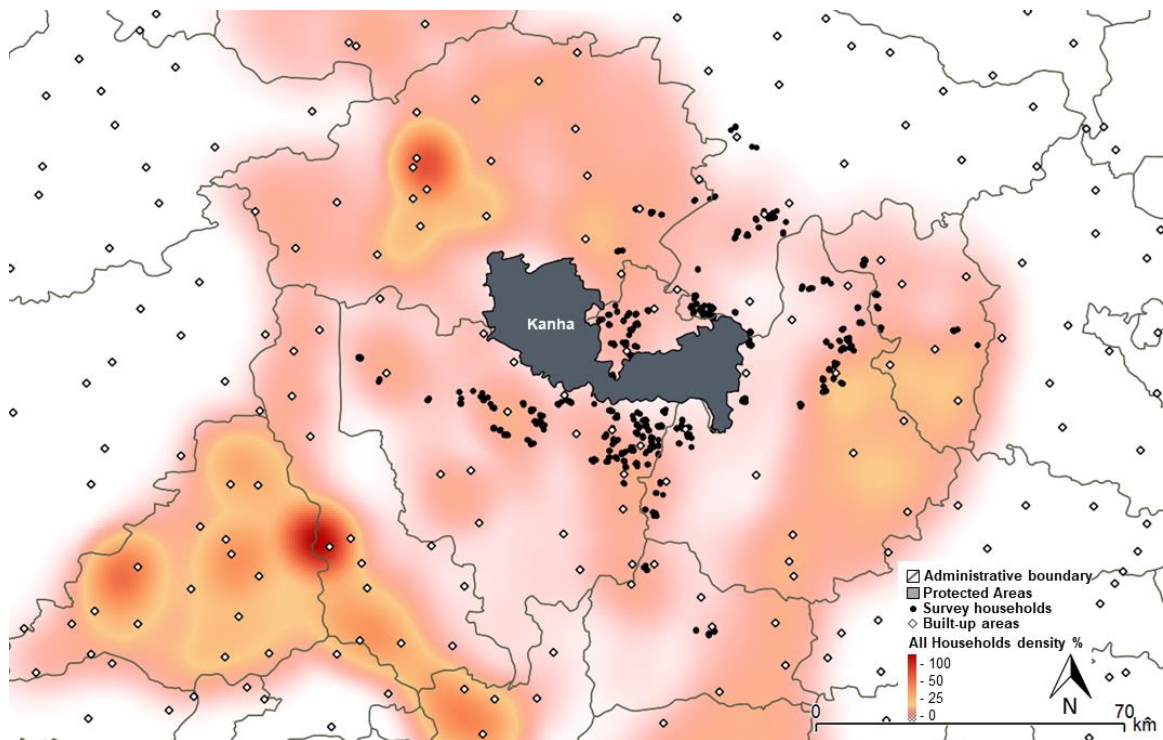 Kanha
Administrative boundary
Protected Areas
Survey households
Built-up areas
All Households density %
- 100
- 50
- 25
- 0
N
0 70
km